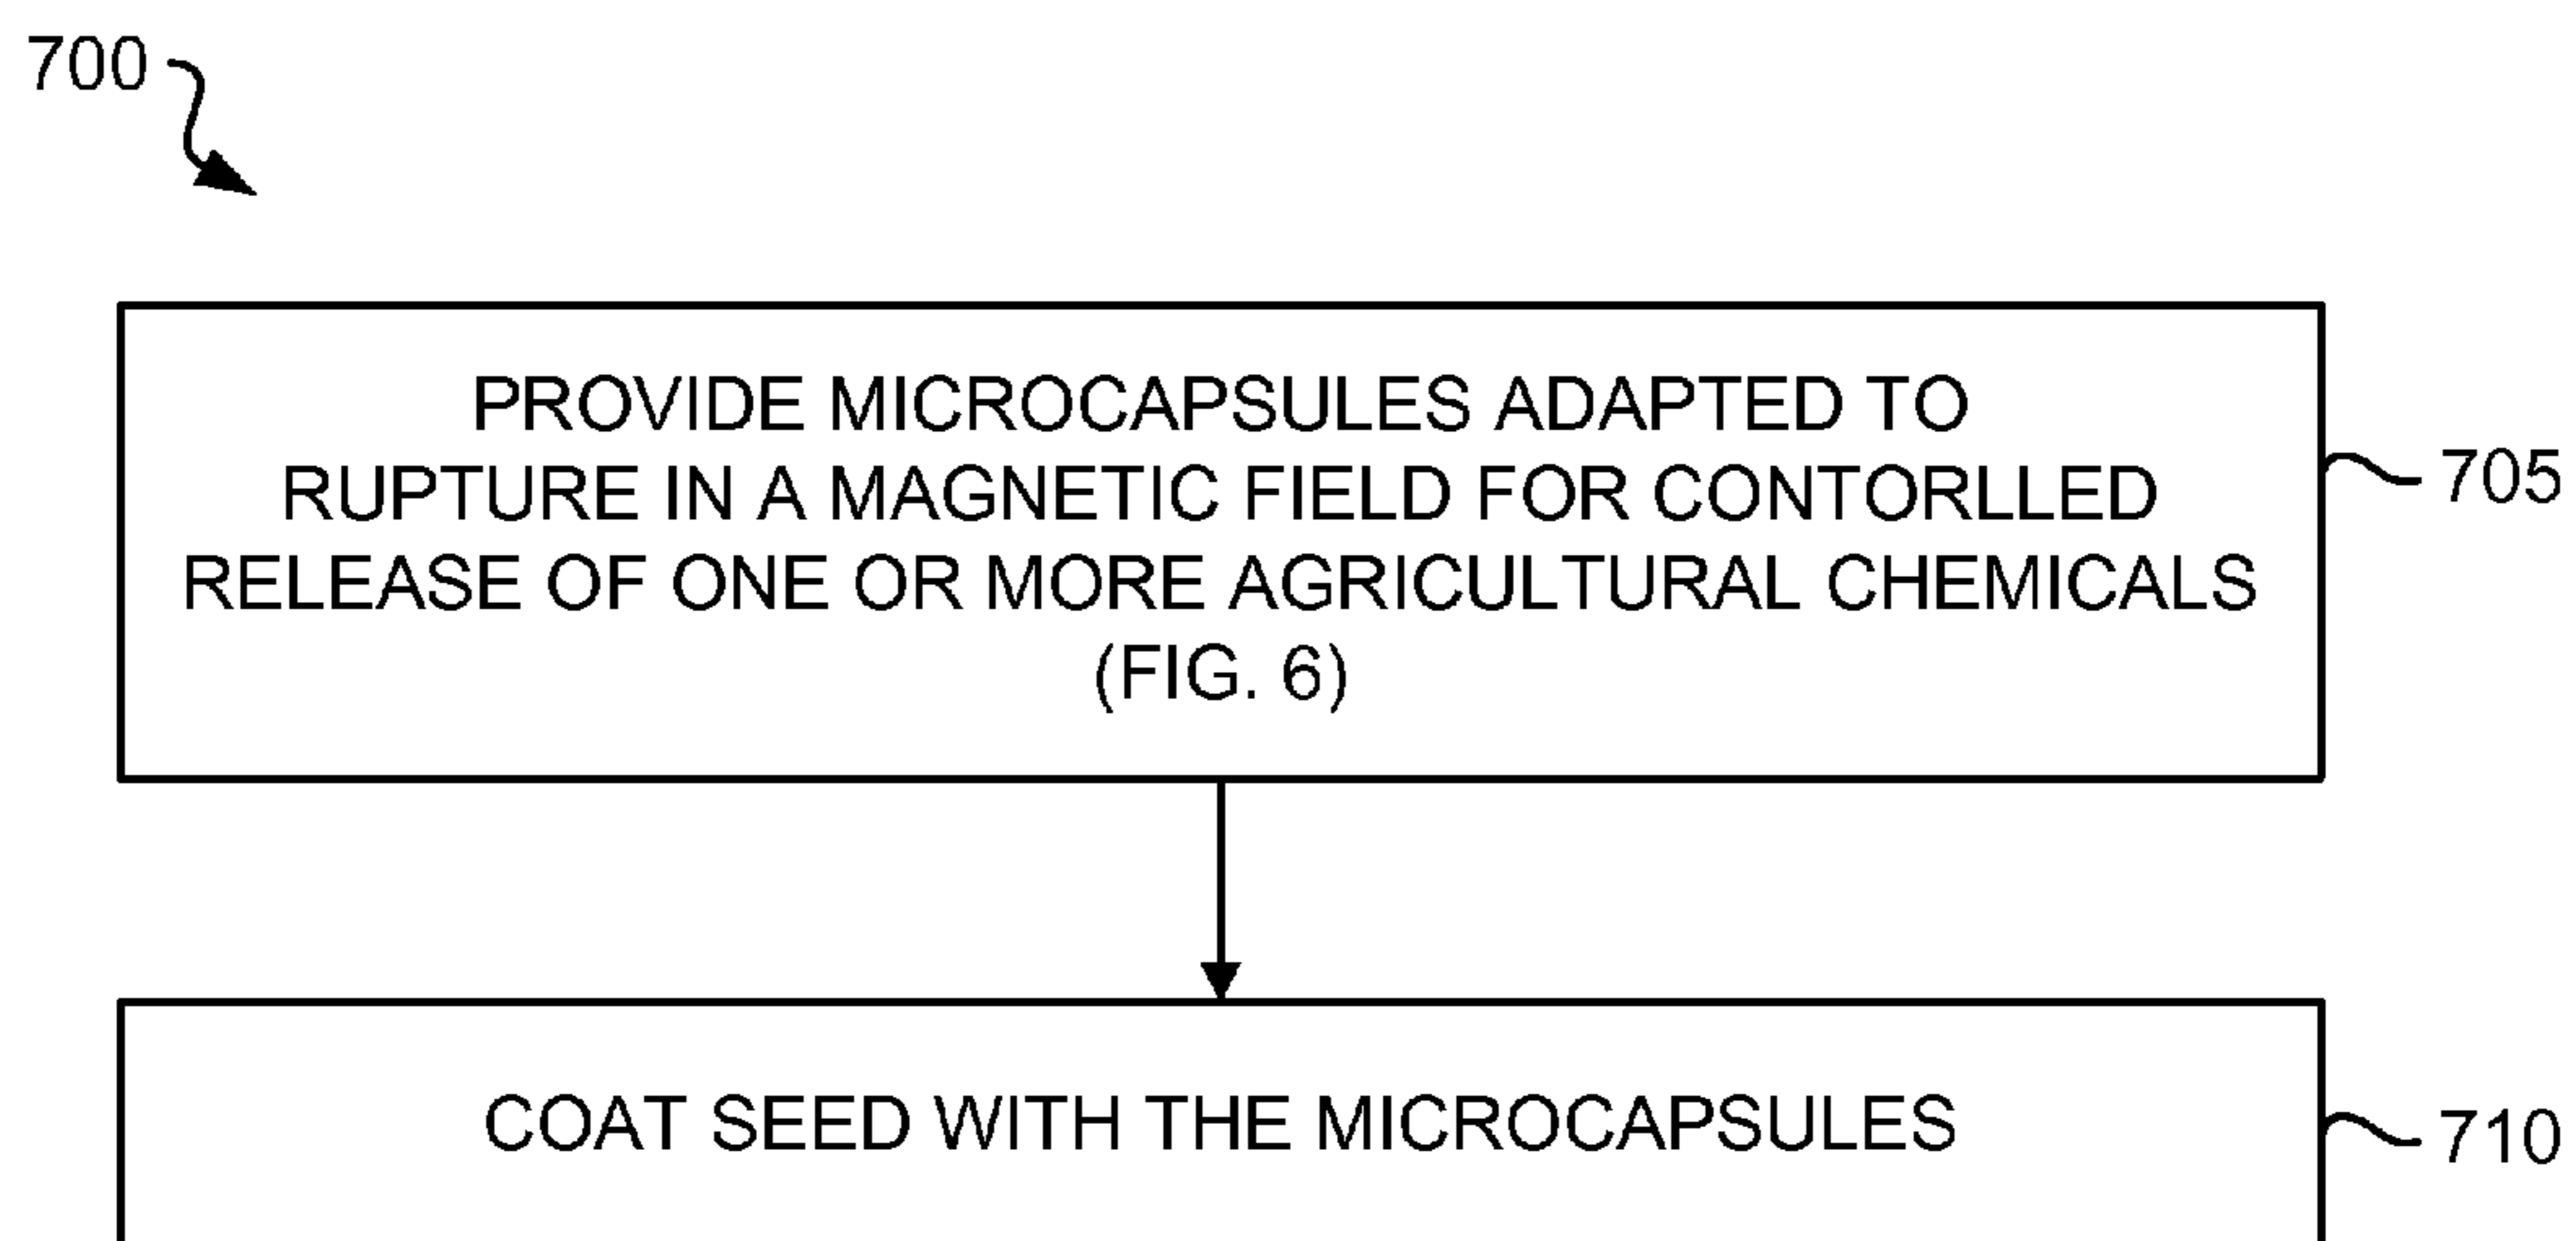 700
PROVIDE MICROCAPSULES ADAPTED TO
RUPTURE IN A MAGNETIC FIELD FOR CONTORLLED
RELEASE OF ONE OR MORE AGRICULTURAL CHEMICALS
(FIG. 6)
705
COAT SEED WITH THE MICROCAPSULES
710